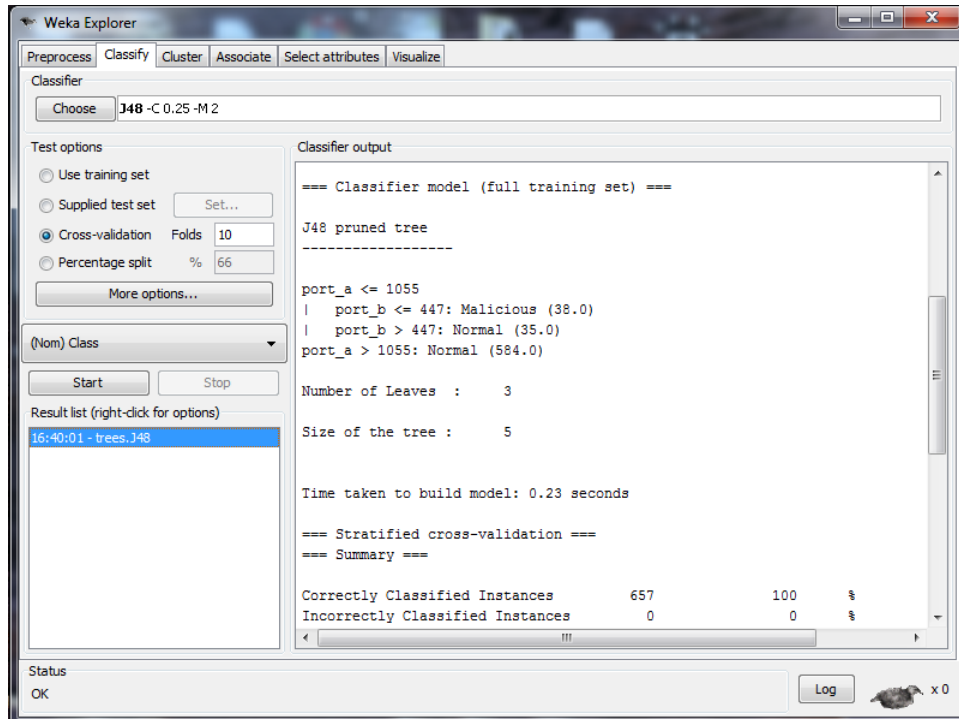 Weka Explorer
Preprocess Classify Cluster Associate Select attributes Visualize
Classifier
Choose J48 -C 0.25 -M 2
Test options
Use training set
Supplied test set Set...
Cross-validation Folds 10
Percentage split % 66
More options...
(Nom) Class
Start Stop
Result list (right-click for options)
16:40:01 - trees.J48
Classifier output
=== Classifier model (full training set) ===
J48 pruned tree
------------------
port_a <= 1055
|   port_b <= 447: Malicious (38.0)
|   port_b > 447: Normal (35.0)
port_a > 1055: Normal (584.0)
Number of Leaves  :     3
Size of the tree :     5
Time taken to build model: 0.23 seconds
=== Stratified cross-validation ===
=== Summary ===
Correctly Classified Instances         657               100      %
Incorrectly Classified Instances         0                 0      %
Status
OK
Log x 0